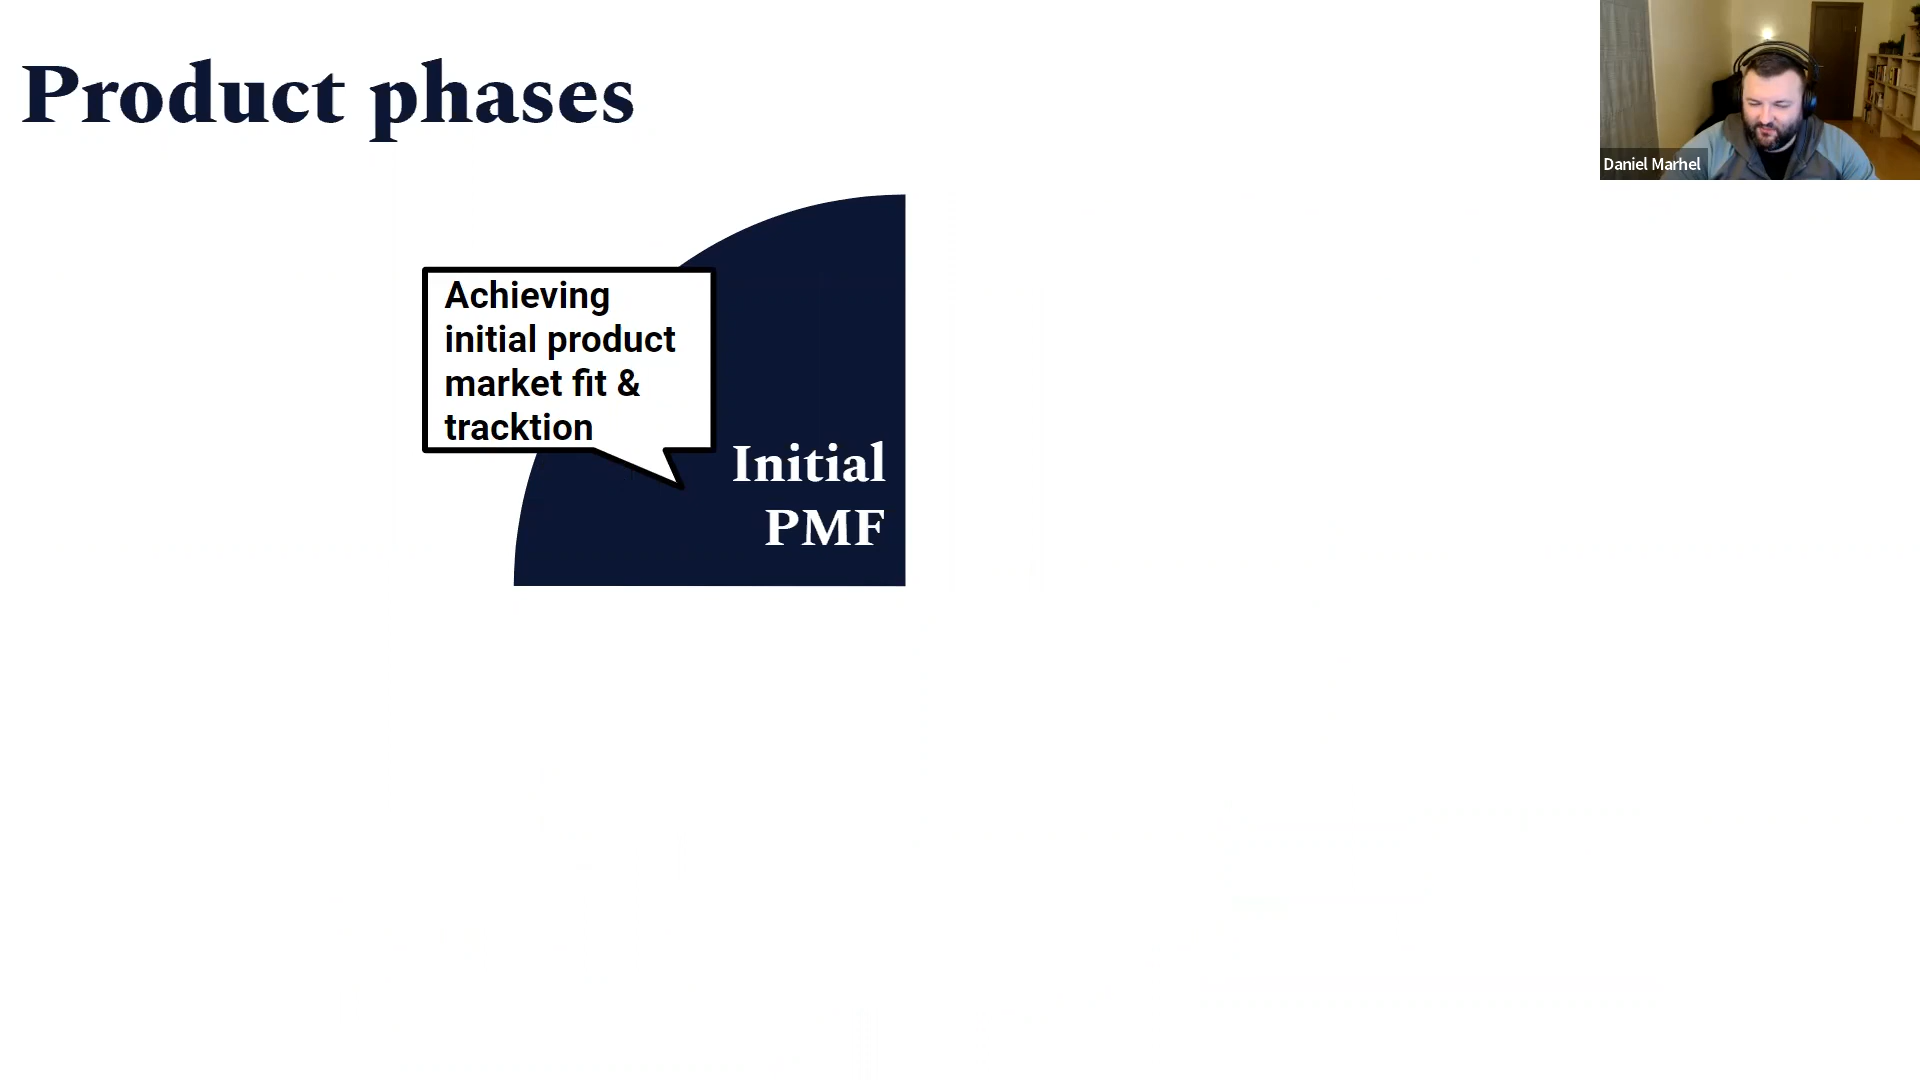 Product phases
Daniel Marhel
Achieving
initial product
market fit &
tracktion
Initial
PMF